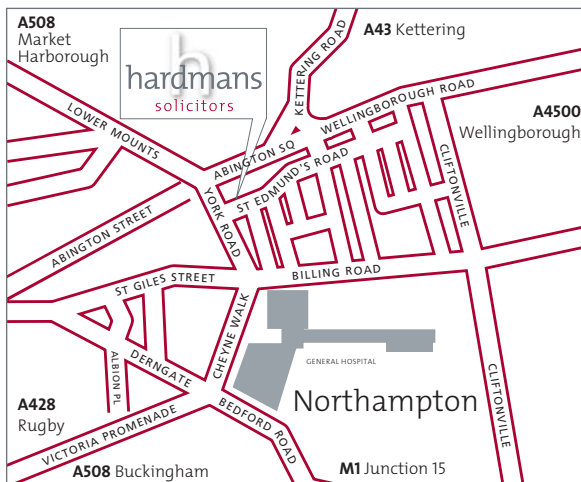 A508
Market
Harborough
h
hardmans
solicitors
A43 Kettering
KETTERING ROAD
WELLINGBOROUGH ROAD
A4500
Wellingborough
LOWER MOUNTS
ABINGTON SQ
ST EDMUND'S ROAD
CLIFTONVILLE
YORK ROAD
ABINGTON STREET
ST GILES STREET
BILLING ROAD
CHEYNE WALK
GENERAL HOSPITAL
ALBION PL
DERNGATE
CLIFTONVILLE
Northampton
A428
Rugby
BEDFORD ROAD
VICTORIA PROMENADE
A508 Buckingham
M1 Junction 15